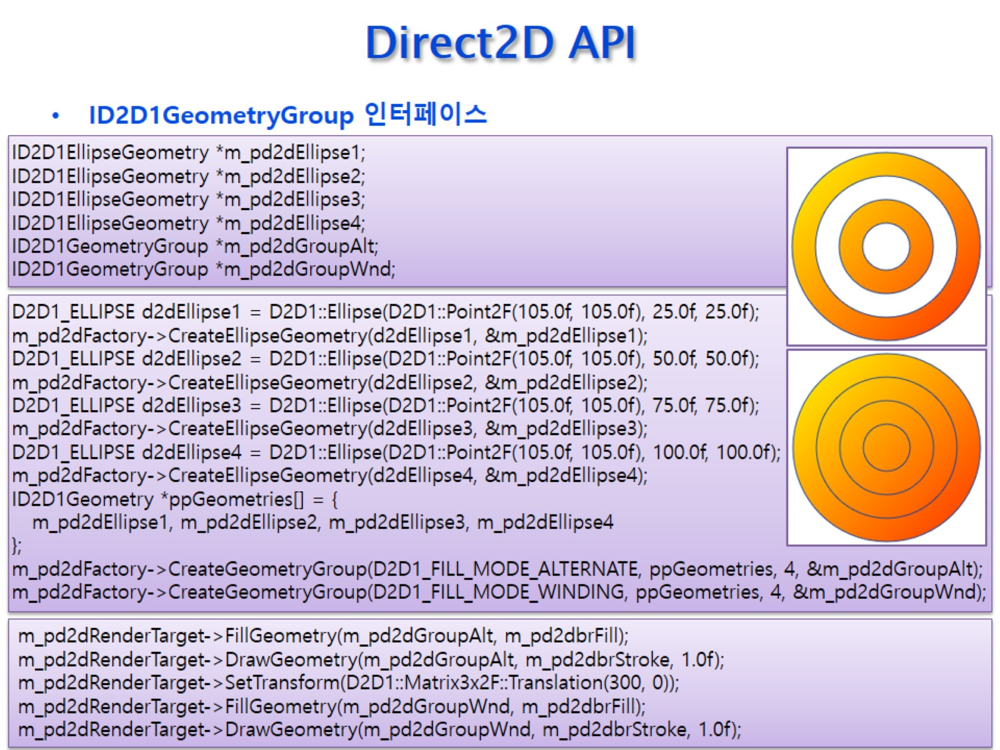 Direct2D API
• ID2D1GeometryGroup 인터페이스
ID2D1EllipseGeometry *m_pd2dEllipse1;
ID2D1EllipseGeometry *m_pd2dEllipse2;
ID2D1EllipseGeometry *m_pd2dEllipse3;
ID2D1EllipseGeometry *m_pd2dEllipse4;
ID2D1GeometryGroup *m_pd2dGroupAlt;
ID2D1GeometryGroup *m_pd2dGroupWnd;
D2D1_ELLIPSE d2dEllipse1 = D2D1::Ellipse(D2D1::Point2F(105.0f, 105.0f), 25.0f, 25.0f);
m_pd2dFactory->CreateEllipseGeometry(d2dEllipse1, &m_pd2dEllipse1);
D2D1_ELLIPSE d2dEllipse2 = D2D1::Ellipse(D2D1::Point2F(105.0f, 105.0f), 50.0f, 50.0f);
m_pd2dFactory->CreateEllipseGeometry(d2dEllipse2, &m_pd2dEllipse2);
D2D1_ELLIPSE d2dEllipse3 = D2D1::Ellipse(D2D1::Point2F(105.0f, 105.0f), 75.0f, 75.0f);
m_pd2dFactory->CreateEllipseGeometry(d2dEllipse3, &m_pd2dEllipse3);
D2D1_ELLIPSE d2dEllipse4 = D2D1::Ellipse(D2D1::Point2F(105.0f, 105.0f), 100.0f, 100.0f);
m_pd2dFactory->CreateEllipseGeometry(d2dEllipse4, &m_pd2dEllipse4);
ID2D1Geometry *ppGeometries[] = {
m_pd2dEllipse1, m_pd2dEllipse2, m_pd2dEllipse3, m_pd2dEllipse4
};
m_pd2dFactory->CreateGeometryGroup(D2D1_FILL_MODE_ALTERNATE, ppGeometries, 4, &m_pd2dGroupAlt);
m_pd2dFactory->CreateGeometryGroup(D2D1_FILL_MODE_WINDING, ppGeometries, 4, &m_pd2dGroupWnd);
m_pd2dRenderTarget->FillGeometry(m_pd2dGroupAlt, m_pd2dbrFill);
m_pd2dRenderTarget->DrawGeometry(m_pd2dGroupAlt, m_pd2dbrStroke, 1.0f);
m_pd2dRenderTarget->SetTransform(D2D1::Matrix3x2F::Translation(300, 0));
m_pd2dRenderTarget->FillGeometry(m_pd2dGroupWnd, m_pd2dbrFill);
m_pd2dRenderTarget->DrawGeometry(m_pd2dGroupWnd, m_pd2dbrStroke, 1.0f);